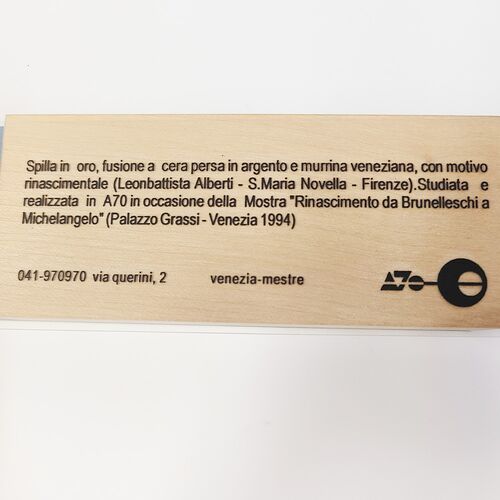 Spilla in oro, fusione a cera persa in argento e murrina veneziana, con motivo
rinascimentale (Leonbattista Alberti - S.Maria Novella - Firenze).Studiata e
realizzata in A70 in occasione della Mostra "Rinascimento da Brunelleschi a
Michelangelo" (Palazzo Grassi - Venezia 1994)
041-970970 via querini, 2 venezia-mestre
A70